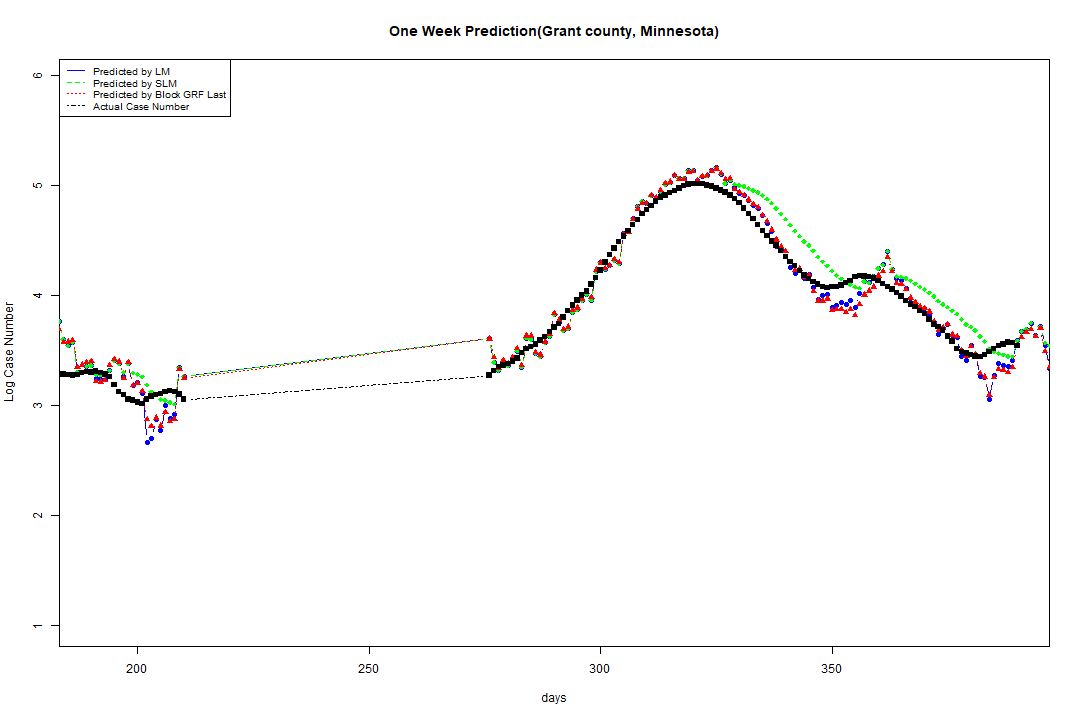 One Week Prediction(Grant county, Minnesota)
Predicted by LM
Predicted by SLM
Predicted by Block GRF Last
Actual Case Number
6
5
4
3
2
1
Log Case Number
200
250
300
350
days